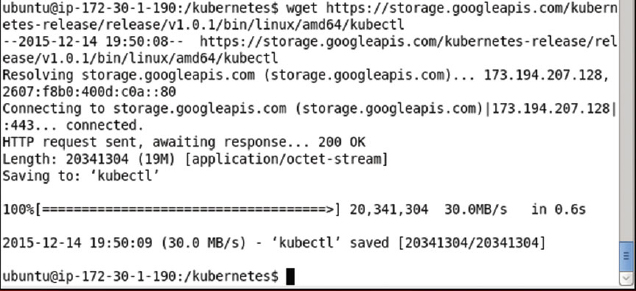 ubuntu@ip-172-30-1-190:/kubernetes$ wget https://storage.googleapis.com/kubern
etes-release/release/v1.0.1/bin/linux/amd64/kubectl
--2015-12-14 19:50:08--  https://storage.googleapis.com/kubernetes-release/rel
ease/v1.0.1/bin/linux/amd64/kubectl
Resolving storage.googleapis.com (storage.googleapis.com)... 173.194.207.128,
2607:f8b0:400d:c0a::80
Connecting to storage.googleapis.com (storage.googleapis.com)|173.194.207.128|
:443... connected.
HTTP request sent, awaiting response... 200 OK
Length: 20341304 (19M) [application/octet-stream]
Saving to: ‘kubectl’
100%[====================================>] 20,341,304  30.0MB/s   in 0.6s
2015-12-14 19:50:09 (30.0 MB/s) - ‘kubectl’ saved [20341304/20341304]
ubuntu@ip-172-30-1-190:/kubernetes$